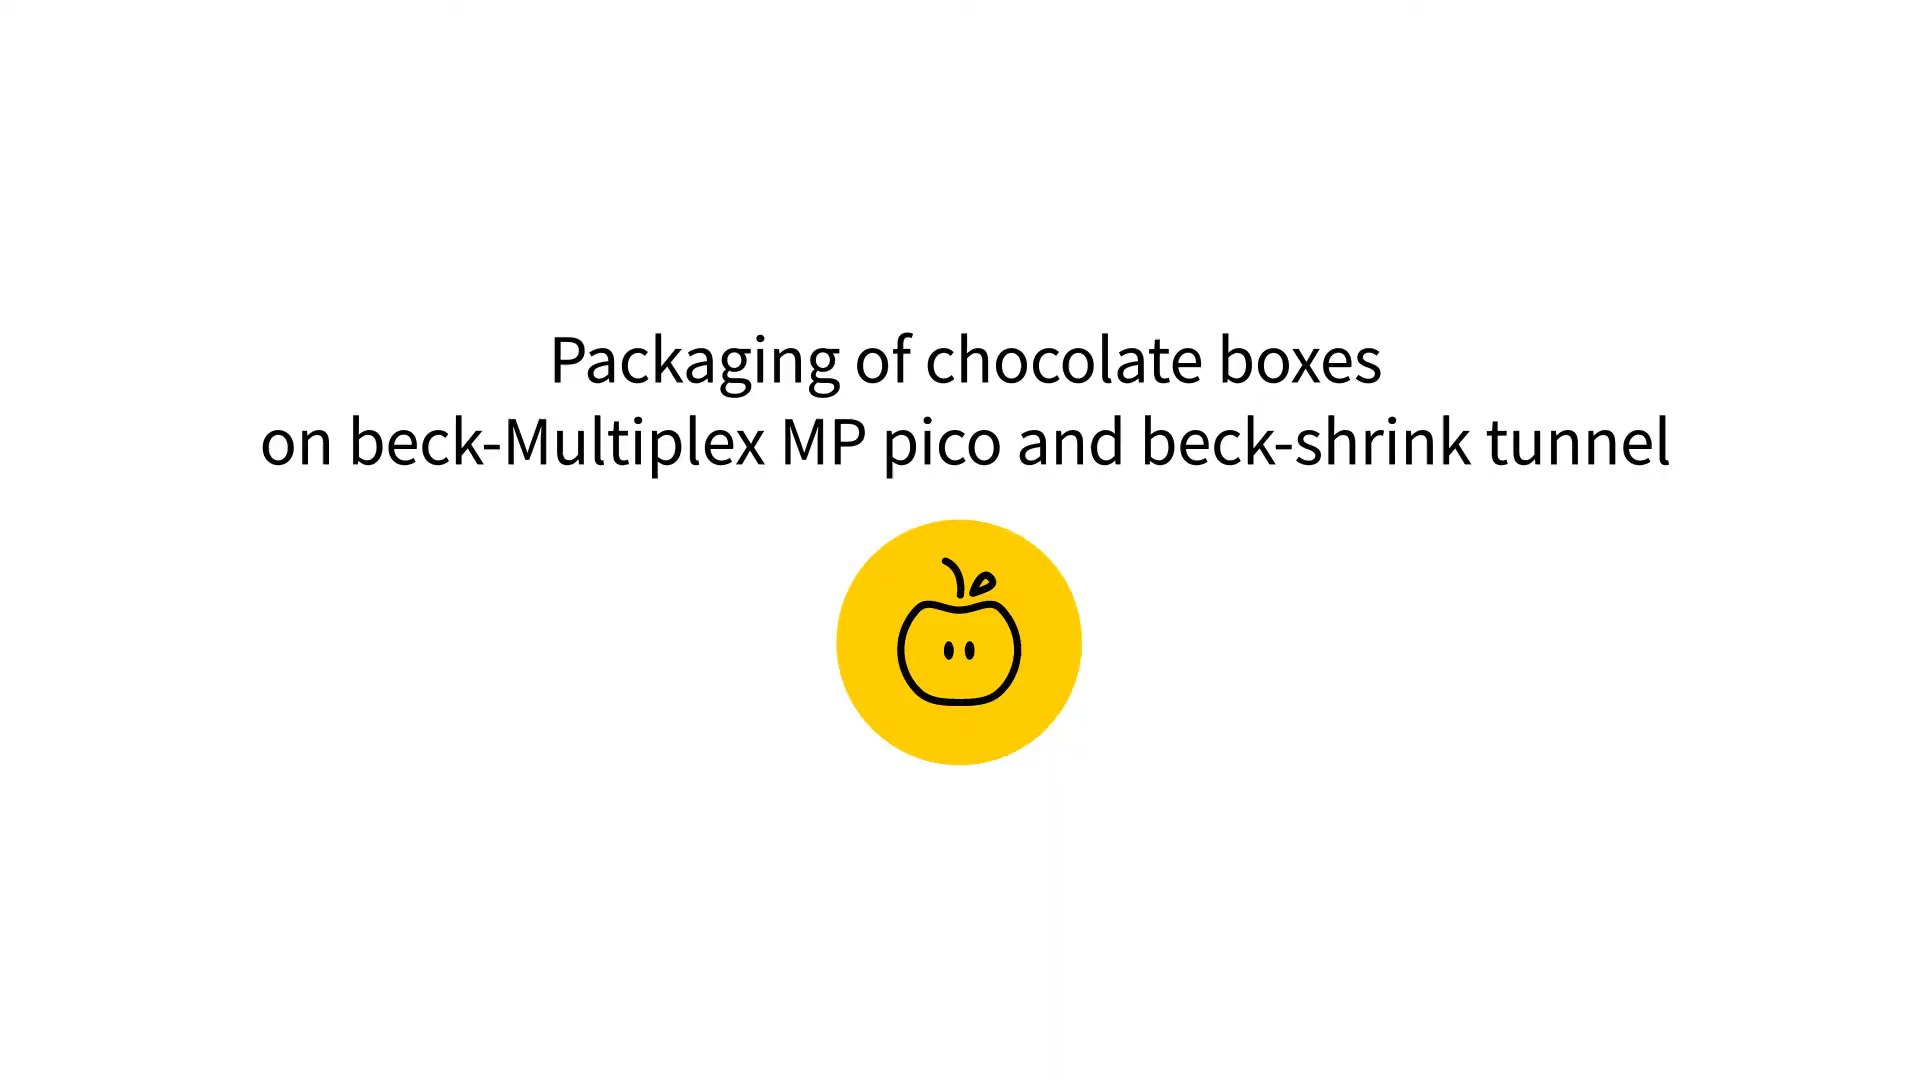 Packaging of chocolate boxes
on beck-Multiplex MP pico and beck-shrink tunnel